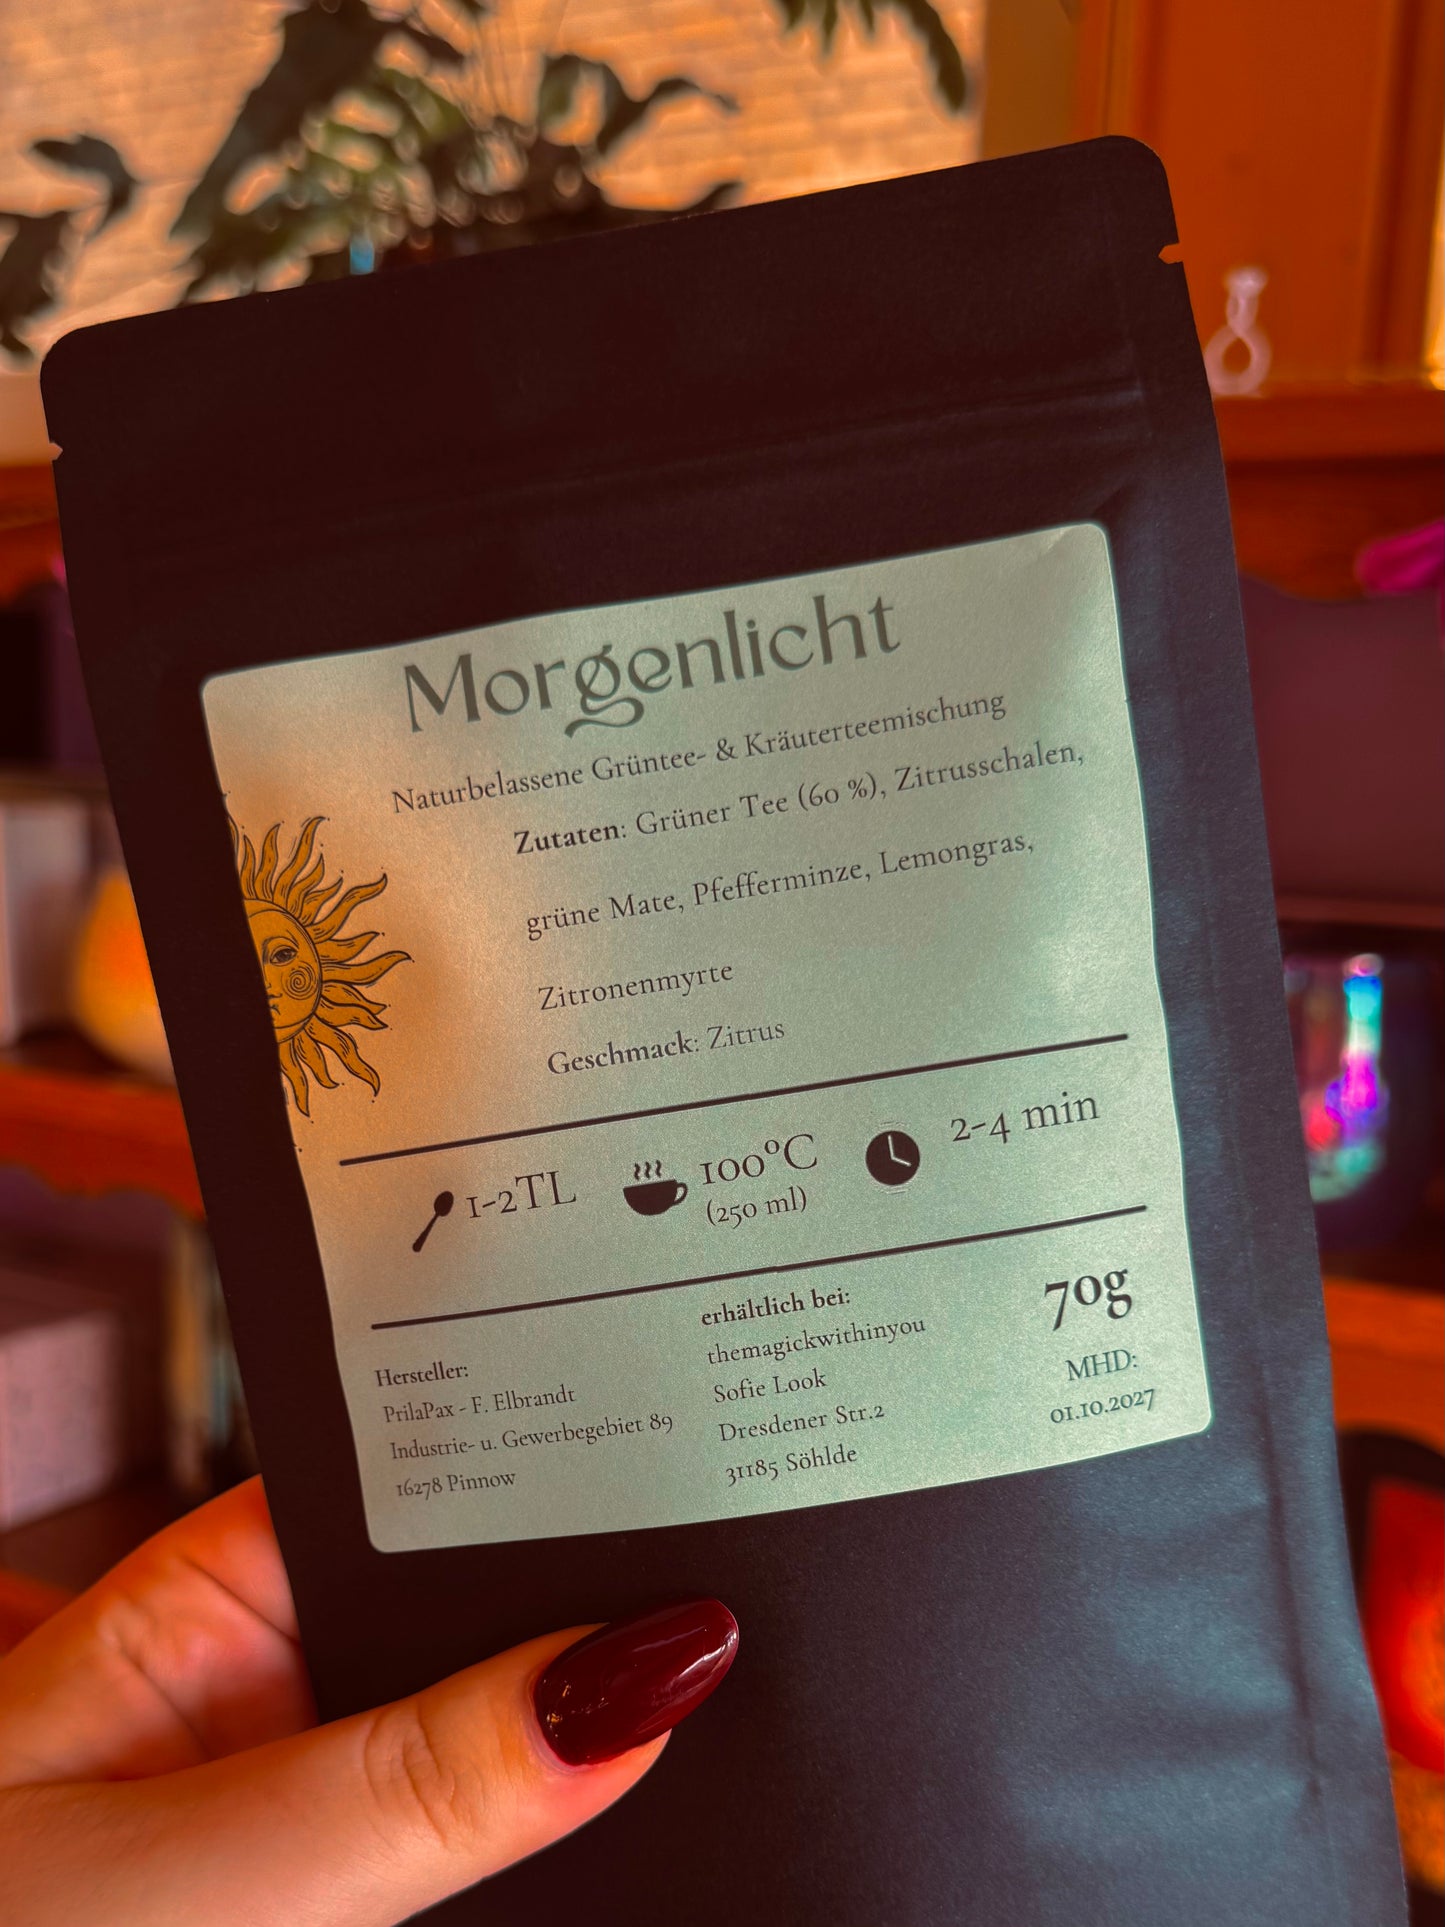 Morgenlicht
Naturbelassene Grüntee- & Kräuterteemischung
Zutaten: Grüner Tee (60 %), Zitrusschalen,
grüne Mate, Pfefferminze, Lemongras,
Zitronenmyrte
Geschmack: Zitrus
1-2TL
100°C
(250 ml)
2-4 min
Hersteller:
PrilaPax - F. Elbrandt
Industrie- u. Gewerbegebiet 89
16278 Pinnow
erhältlich bei:
themagickwithinyou
Sofie Look
Dresdener Str.2
31185 Söhlde
70g
MHD:
01.10.2027